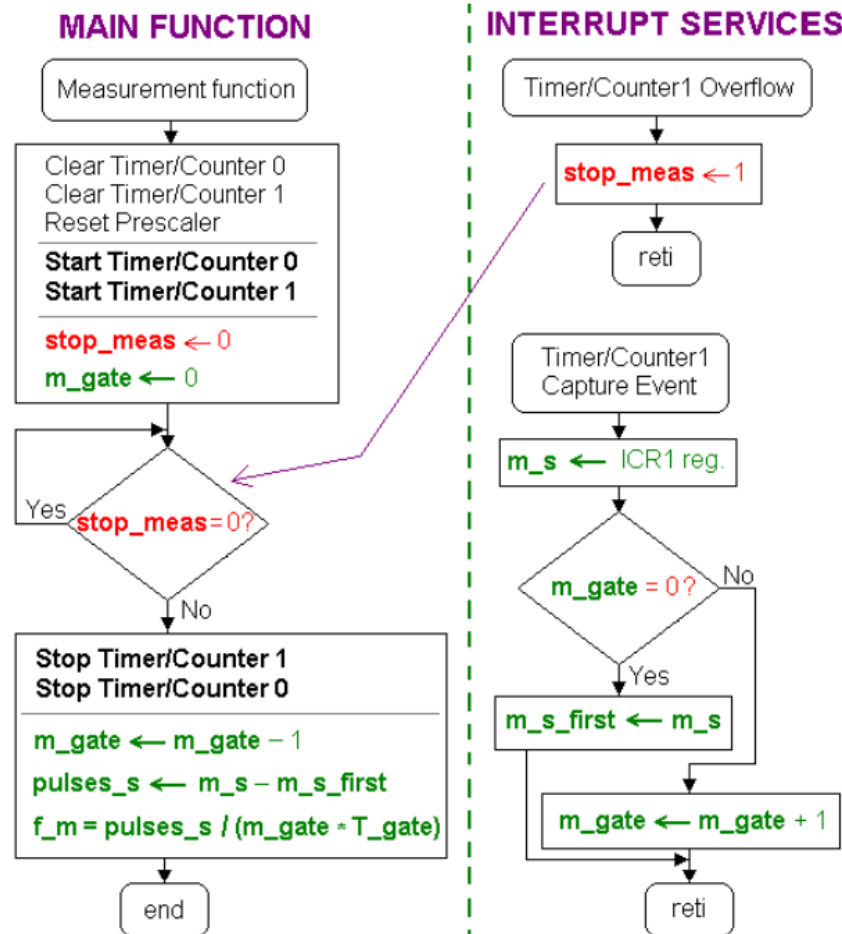 MAIN FUNCTION
Measurement function
Clear Timer/Counter 0
Clear Timer/Counter 1
Reset Prescaler
Start Timer/Counter 0
Start Timer/Counter 1
stop_meas ← 0
m_gate ← 0
Yes
stop_meas = 0?
No
Stop Timer/Counter 1
Stop Timer/Counter 0
m_gate ← m_gate – 1
pulses_s ← m_s – m_s_first
f_m = pulses_s / (m_gate * T_gate)
end
INTERRUPT SERVICES
Timer/Counter1 Overflow
stop_meas ← 1
reti
Timer/Counter1
Capture Event
m_s ← ICR1 reg.
m_gate = 0?
No
Yes
m_s_first ← m_s
m_gate ← m_gate + 1
reti